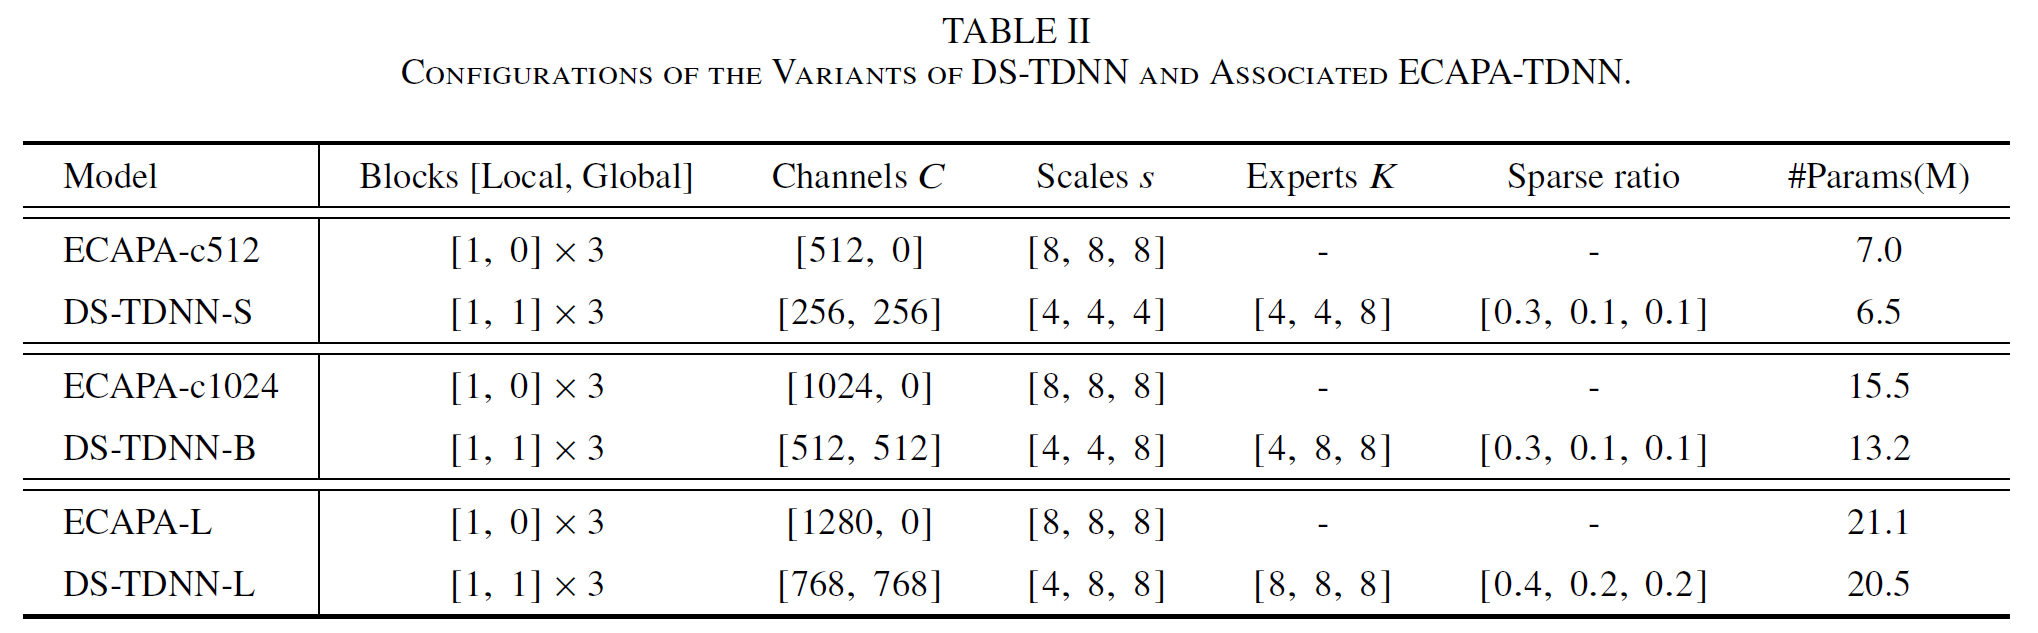 TABLE II
CONFIGURATIONS OF THE VARIANTS OF DS-TDNN AND ASSOCIATED ECAPA-TDNN.
Model Blocks [Local, Global] Channels C Scales s Experts K Sparse ratio #Params(M)
ECAPA-c512 [1, 0] × 3 [512, 0] [8, 8, 8] - - 7.0
DS-TDNN-S [1, 1] × 3 [256, 256] [4, 4, 4] [4, 4, 8] [0.3, 0.1, 0.1] 6.5
ECAPA-c1024 [1, 0] × 3 [1024, 0] [8, 8, 8] - - 15.5
DS-TDNN-B [1, 1] × 3 [512, 512] [4, 4, 8] [4, 8, 8] [0.3, 0.1, 0.1] 13.2
ECAPA-L [1, 0] × 3 [1280, 0] [8, 8, 8] - - 21.1
DS-TDNN-L [1, 1] × 3 [768, 768] [4, 8, 8] [8, 8, 8] [0.4, 0.2, 0.2] 20.5